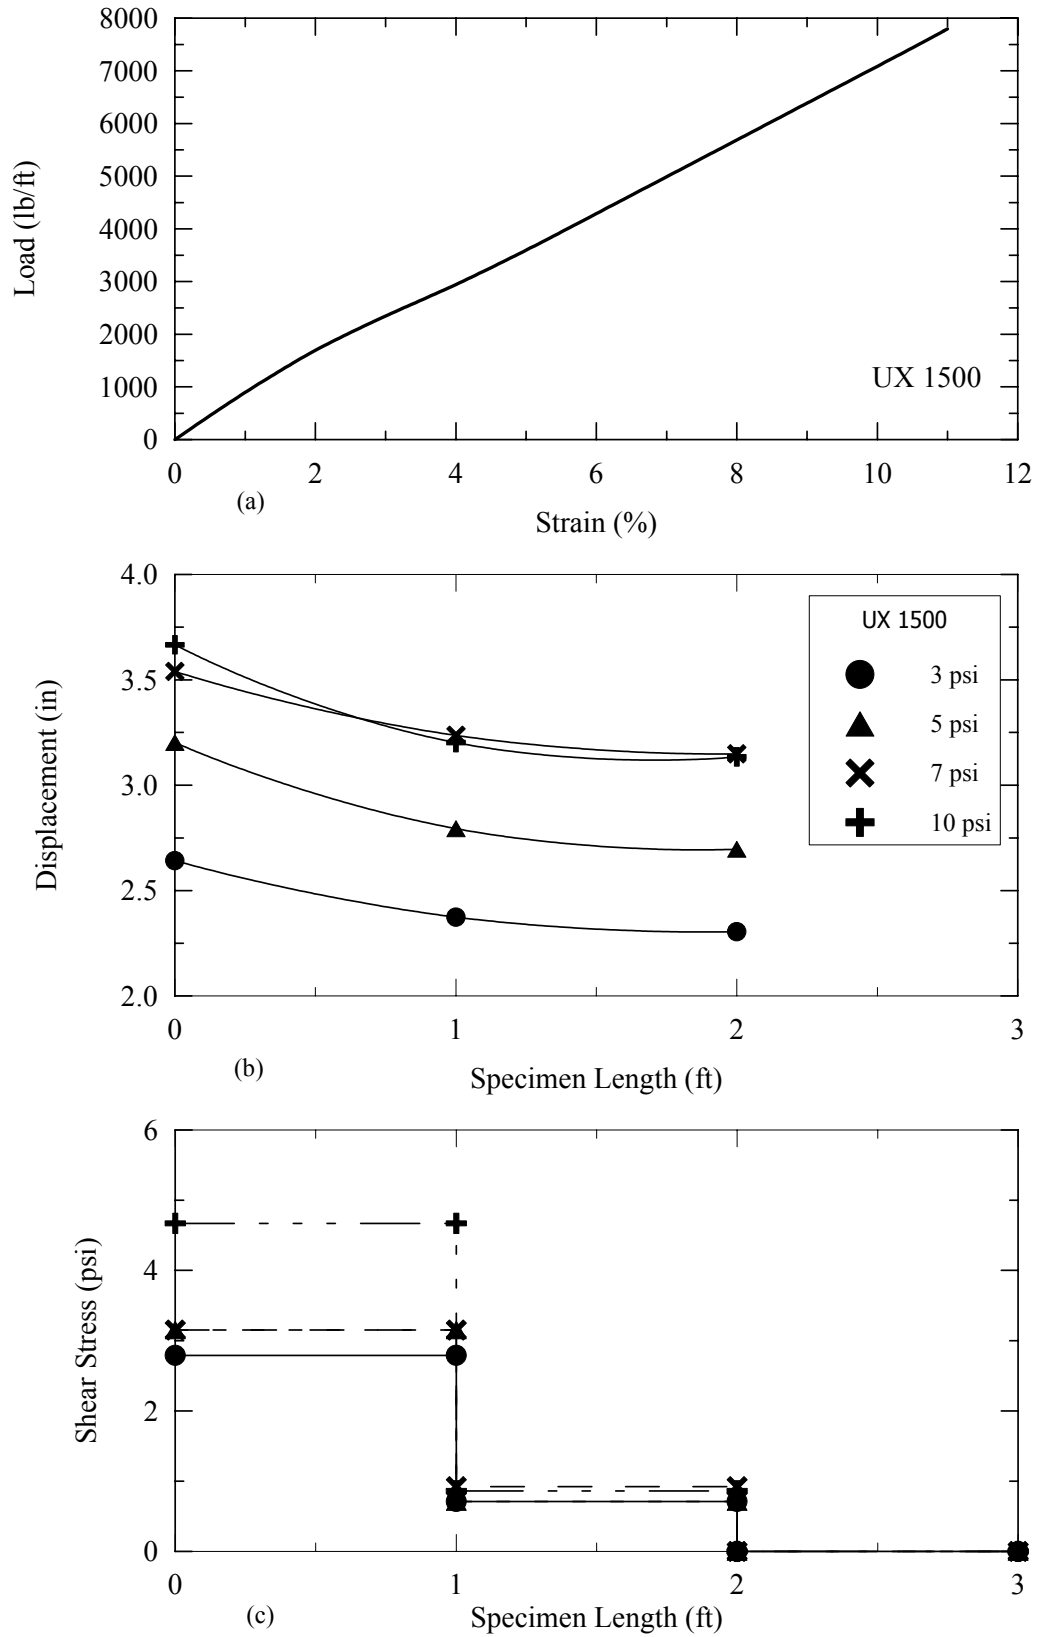 8000
7000
6000
5000
4000
3000
2000
1000
0
Load (lb/ft)
UX 1500
0 2 4 6 8 10 12
(a)
Strain (%)
4.0
3.5
3.0
2.5
2.0
Displacement (in)
UX 1500
3 psi
5 psi
7 psi
10 psi
0 1 2 3
(b)
Specimen Length (ft)
6
4
2
0
Shear Stress (psi)
0 1 2 3
(c)
Specimen Length (ft)